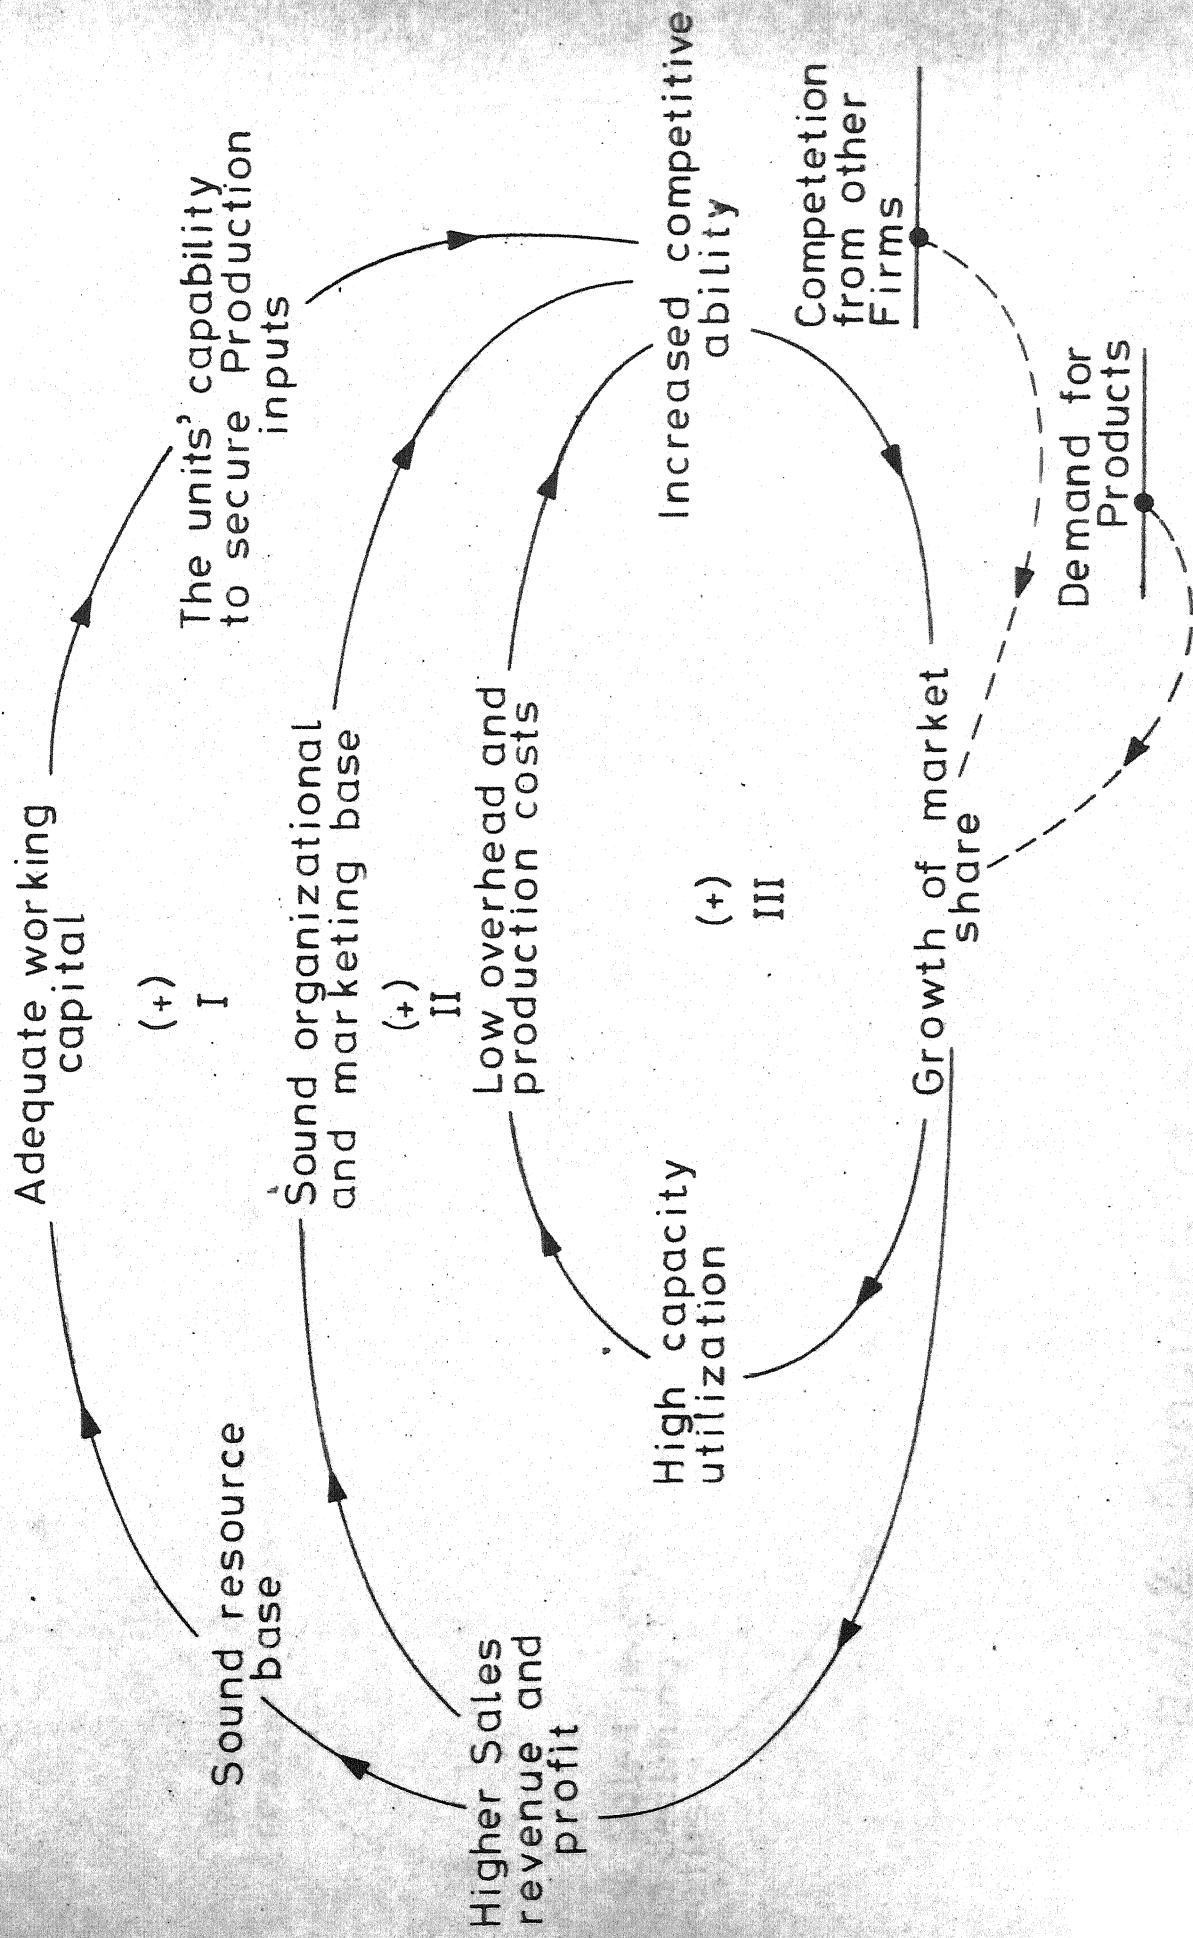 Adequate working
capital
(+)
I
The units' capability
to secure Production
inputs
Sound resource
base
Sound organizational
and marketing base
(+)
II
Higher Sales
revenue and
profit
Low overhead and
production costs
High capacity
utilization
(+)
III
Increased competitive
ability
Competetion
from other
Firms
Growth of market
share
Demand for
Products